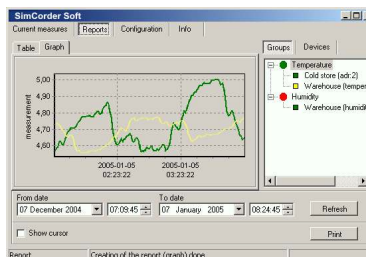 SimCorder Soft
Current measures Reports Configuration Info
Table Graph
Groups Devices
5,00
4,90
4,80
4,70
4,60
measurement
2005-01-05 2005-01-05
02:23:22 03:23:22
Temperature
Cold store (adr:2)
Warehouse (temper
Humidity
Warehouse (humidit
From date To date
07 December 2004 07:09:45 07 January 2005 08:24:45 Refresh
Show cursor Print
Report Creating of the report (graph) done